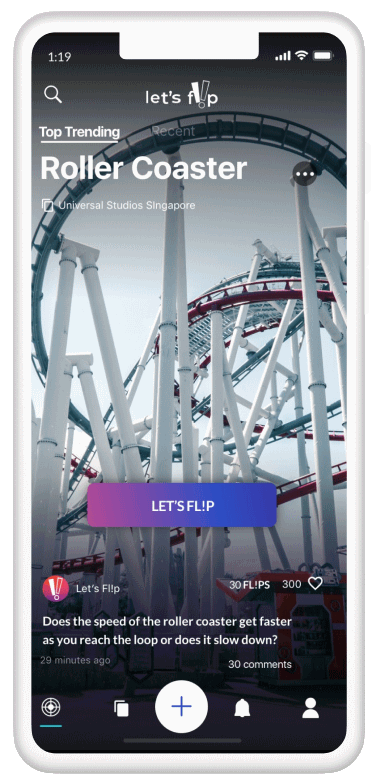 1:19
let's fl!p
Top Trending Recent
Roller Coaster
Universal Studios SIngapore
LET'S FL!P
Let's Fl!p
30 FL!PS 300
Does the speed of the roller coaster get faster
as you reach the loop or does it slow down?
29 minutes ago
30 comments